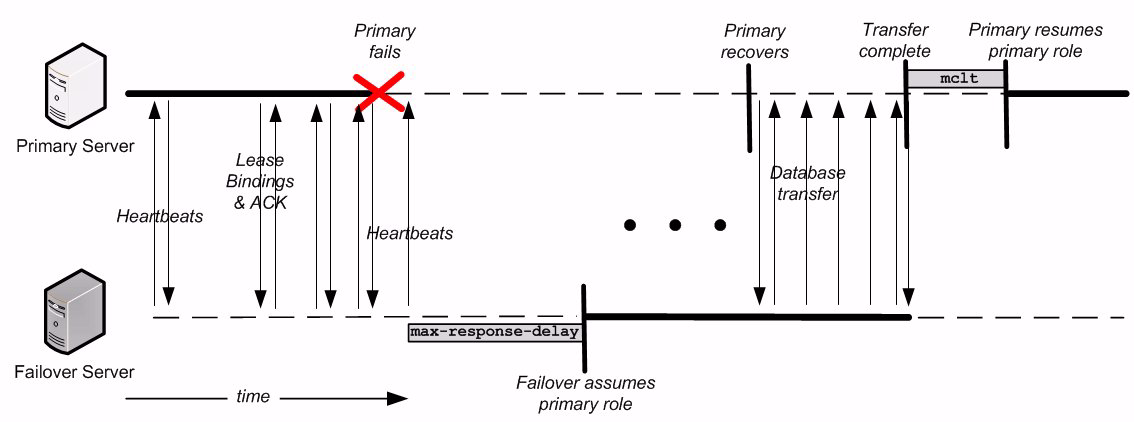 Primary
fails
Primary
recovers
Transfer
complete
Primary resumes
primary role
mclt
Primary Server
Lease
Bindings
& ACK
Database
transfer
Heartbeats
Heartbeats
max-response-delay
Failover Server
Failover assumes
primary role
time